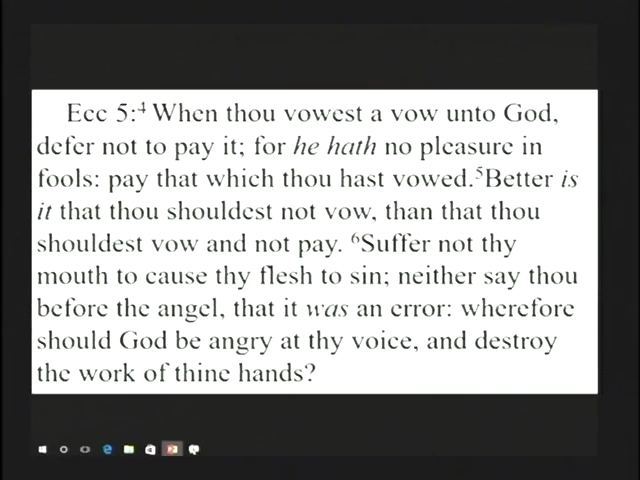 Ecc 5:4 When thou vowest a vow unto God,
defer not to pay it; for he hath no pleasure in
fools: pay that which thou hast vowed.5Better is
it that thou shouldest not vow, than that thou
shouldest vow and not pay. 6Suffer not thy
mouth to cause thy flesh to sin; neither say thou
before the angel, that it was an error: wherefore
should God be angry at thy voice, and destroy
the work of thine hands?